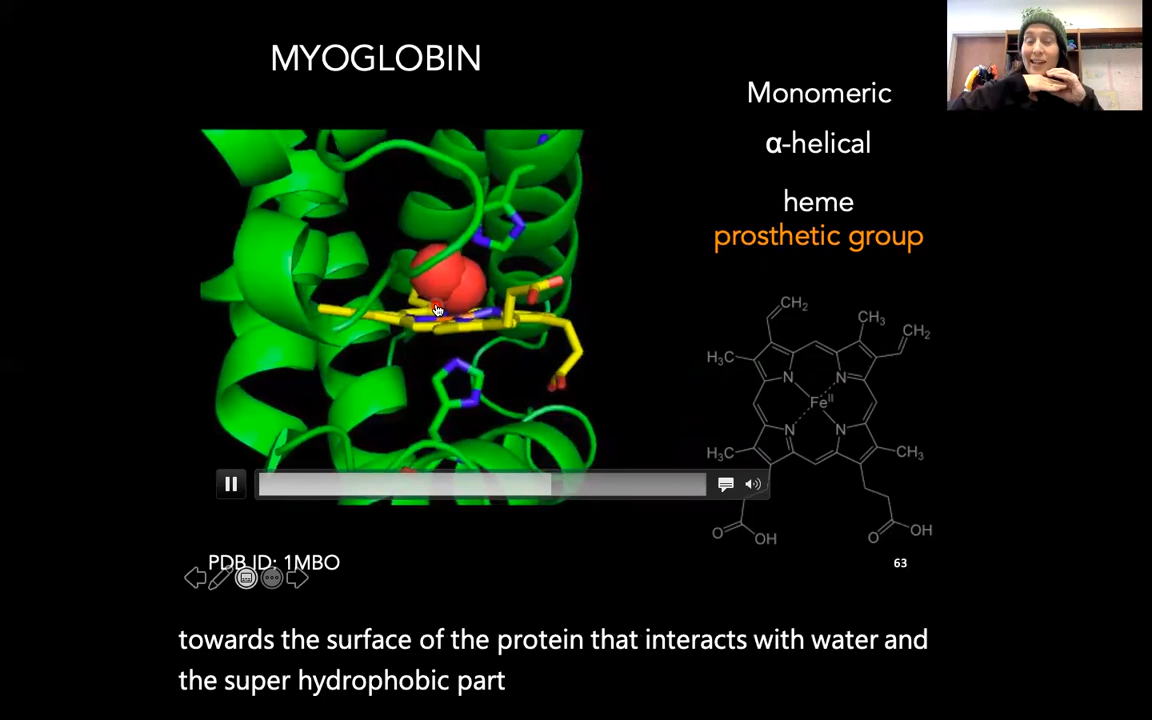 MYOGLOBIN
Monomeric
α-helical
heme
prosthetic group
CH₂
CH₃
CH₂
H₃C
N
N
Feᴵᴵ
N
N
H₃C
CH₃
O
OH
O
OH
PDB ID: 1MBO
63
towards the surface of the protein that interacts with water and
the super hydrophobic part